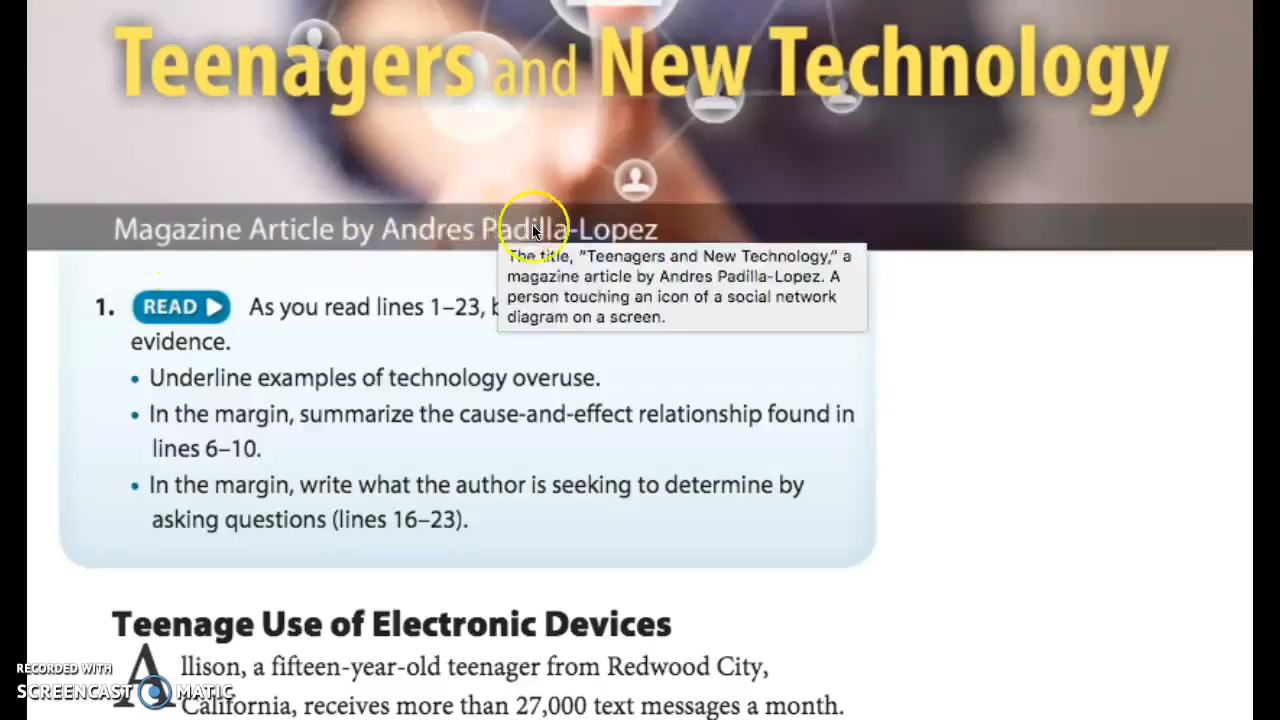 Teenagers and New Technology
Magazine Article by Andres Padilla-Lopez
The title, “Teenagers and New Technology,” a
magazine article by Andres Padilla-Lopez. A
person touching an icon of a social network
diagram on a screen.
1. READ As you read lines 1–23,
evidence.
• Underline examples of technology overuse.
• In the margin, summarize the cause-and-effect relationship found in
lines 6–10.
• In the margin, write what the author is seeking to determine by
asking questions (lines 16–23).
Teenage Use of Electronic Devices
Allison, a fifteen-year-old teenager from Redwood City,
California, receives more than 27,000 text messages a month.
RECORDED WITH
SCREENCAST MATIC